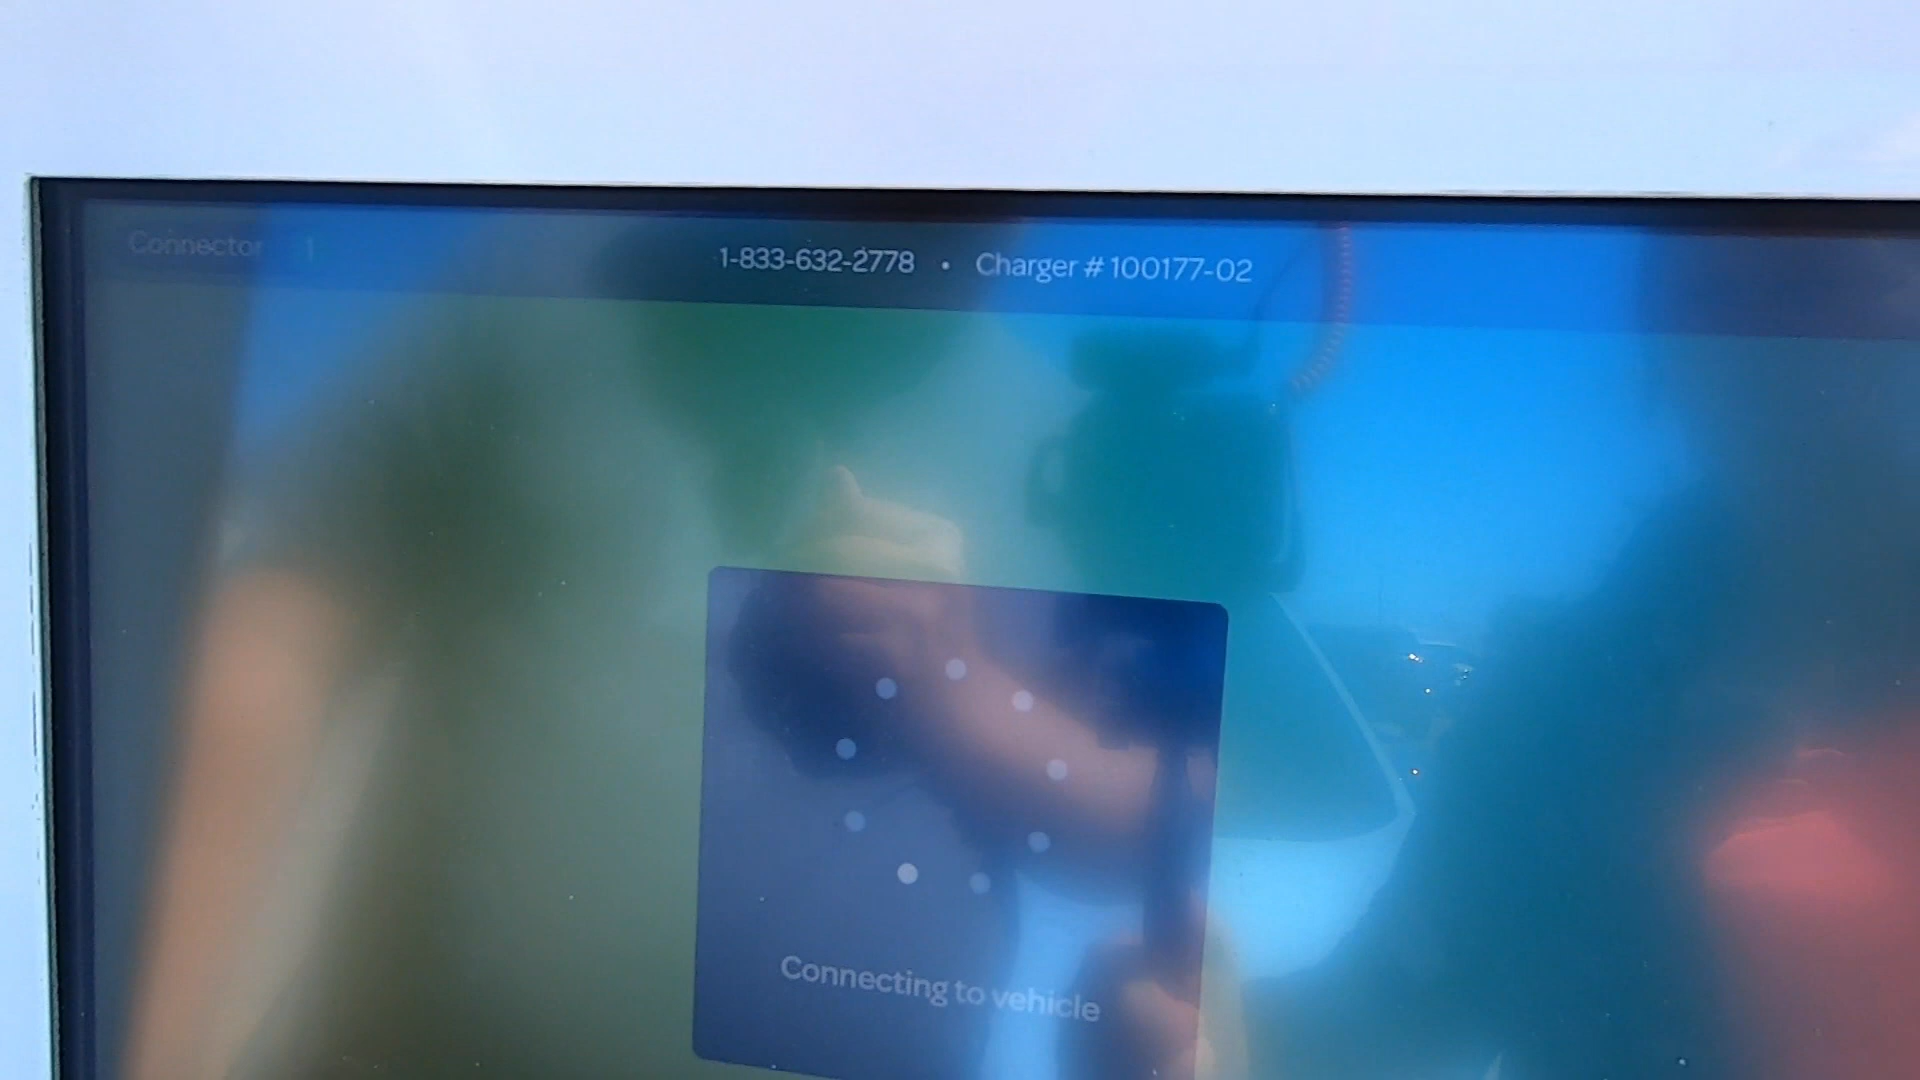 Connector 1
1-833-632-2778 • Charger # 100177-02
Connecting to vehicle